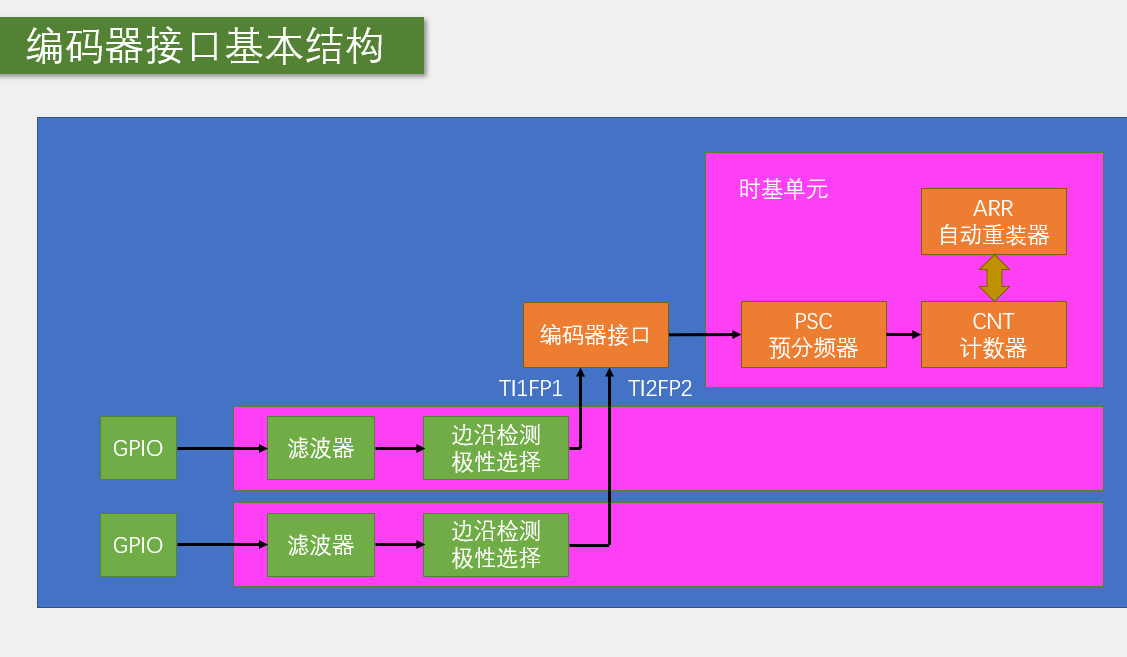 编码器接口基本结构
时基单元
ARR
自动重装器
编码器接口
PSC
预分频器
CNT
计数器
TI1FP1
TI2FP2
GPIO
滤波器
边沿检测
极性选择
GPIO
滤波器
边沿检测
极性选择